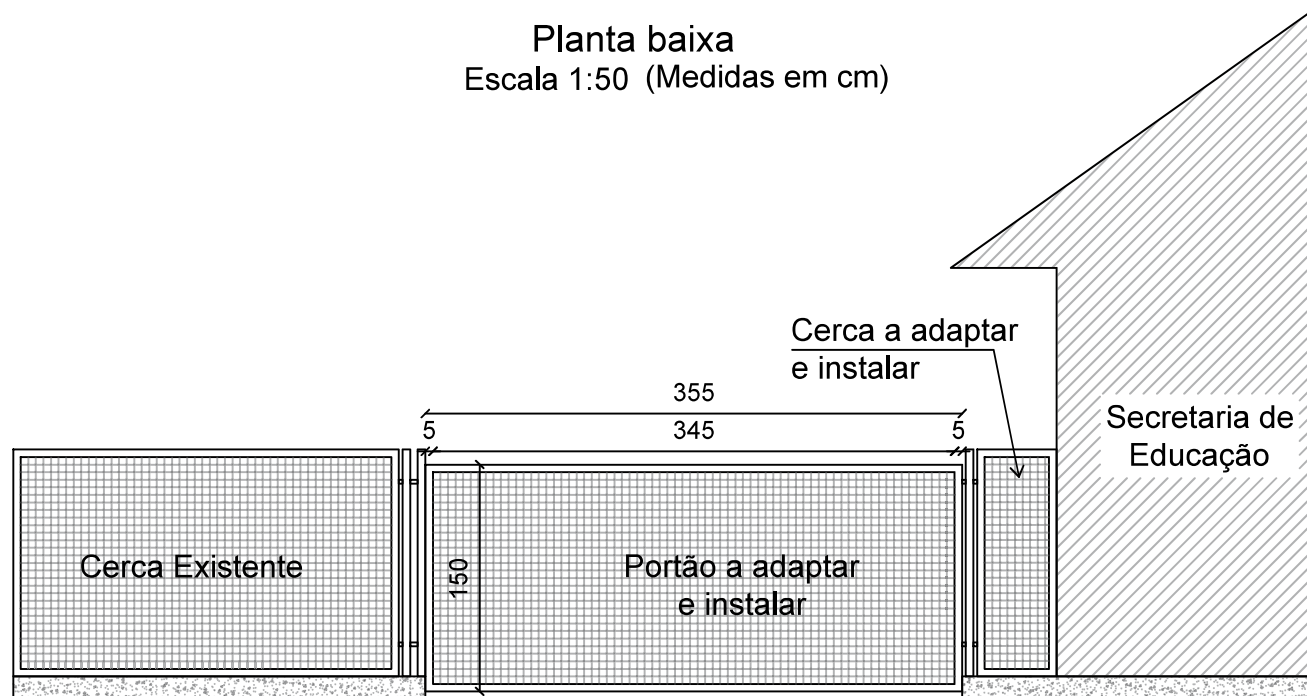 Planta baixa
Escala 1:50 (Medidas em cm)
Cerca a adaptar
e instalar
355
5
345
5
Secretaria de
Educação
Cerca Existente
150
Portão a adaptar
e instalar